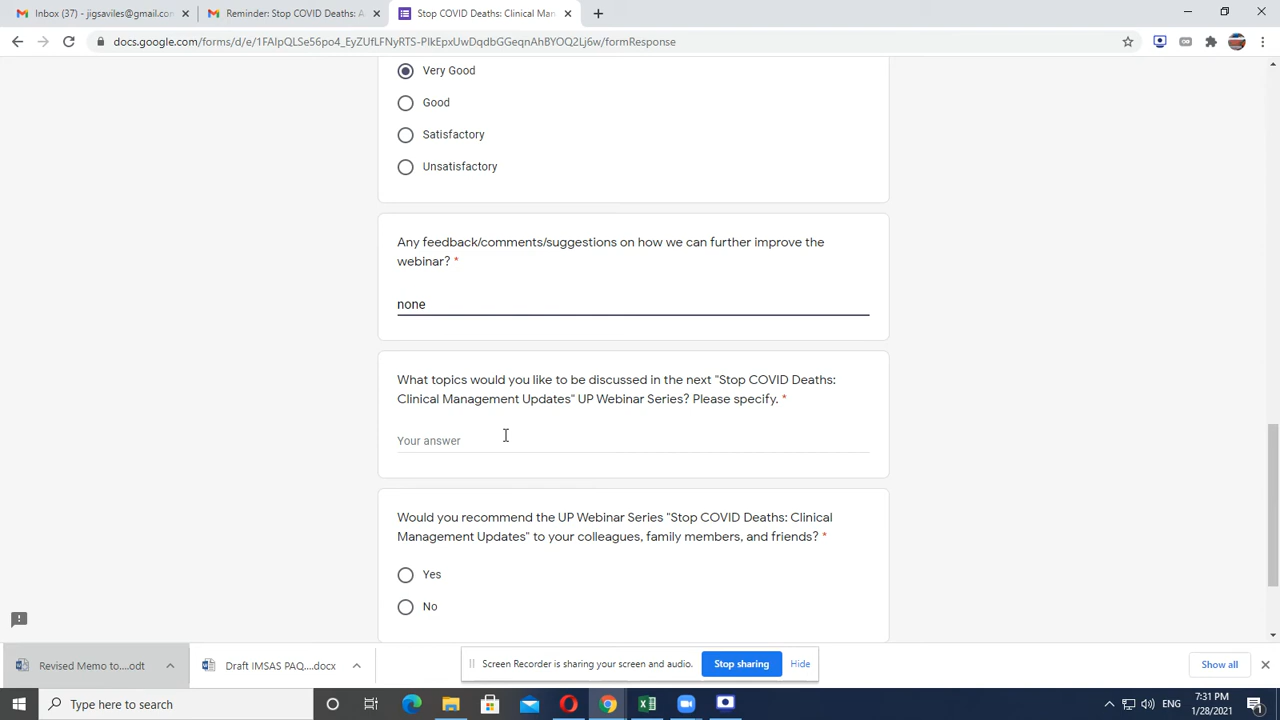 Inbox (37) - jigsaviles@gmail.com
Reminder: Stop COVID Deaths: A
Stop COVID Deaths: Clinical Man
docs.google.com/forms/d/e/1FAIpQLSe56po4_EyZUfLFNyRTS-PIkEpxUwDqdbGGeqnAhBYOQ2Lj6w/formResponse
Very Good
Good
Satisfactory
Unsatisfactory
Any feedback/comments/suggestions on how we can further improve the
webinar? *
none
What topics would you like to be discussed in the next "Stop COVID Deaths:
Clinical Management Updates" UP Webinar Series? Please specify. *
Your answer
Would you recommend the UP Webinar Series "Stop COVID Deaths: Clinical
Management Updates" to your colleagues, family members, and friends? *
Yes
No
Revised Memo to....odt
Draft IMSAS PAQ....docx
Screen Recorder is sharing your screen and audio.
Stop sharing
Hide
Show all
Type here to search
ENG
7:31 PM
1/28/2021